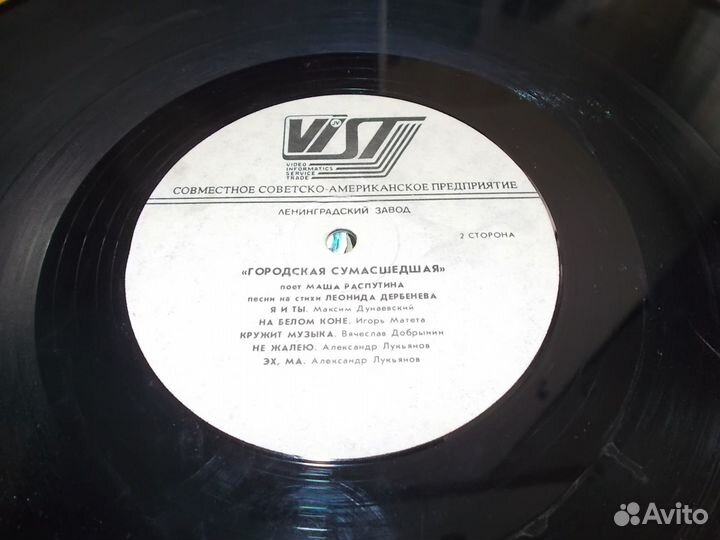 VIST
JV
VIDEO
INFORMATICS
SERVICE
TRADE
СОВМЕСТНОЕ СОВЕТСКО-АМЕРИКАНСКОЕ ПРЕДПРИЯТИЕ
ЛЕНИНГРАДСКИЙ ЗАВОД
2 СТОРОНА
«ГОРОДСКАЯ СУМАСШЕДШАЯ»
поет МАША РАСПУТИНА
песни на стихи ЛЕОНИДА ДЕРБЕНЕВА
Я И ТЫ. Максим Дунаевский
НА БЕЛОМ КОНЕ. Игорь Матета
КРУЖИТ МУЗЫКА. Вячеслав Добрынин
НЕ ЖАЛЕЮ. Александр Лукьянов
ЭХ, МА. Александр Лукьянов
Avito